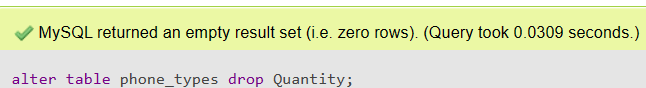 MySQL returned an empty result set (i.e. zero rows). (Query took 0.0309 seconds.)
alter table phone_types drop Quantity;